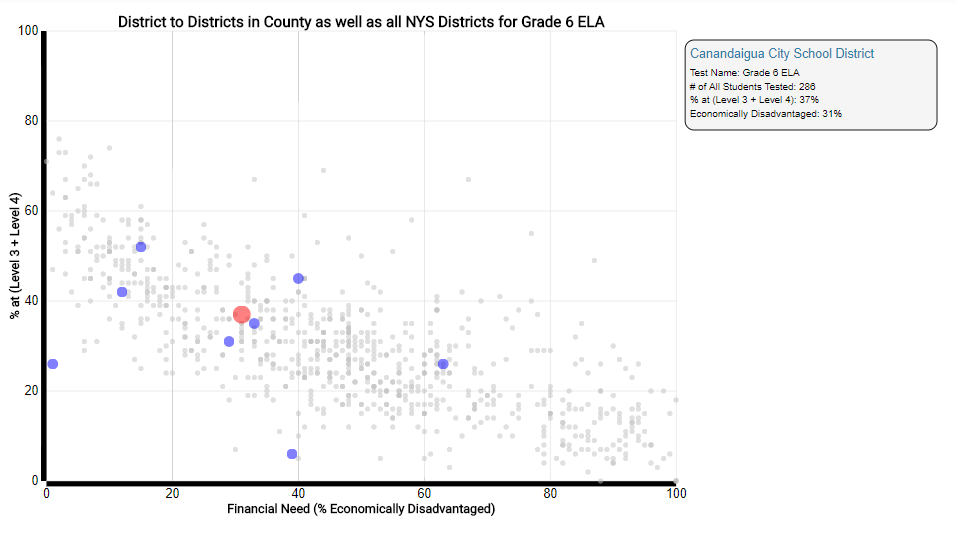 District to Districts in County as well as all NYS Districts for Grade 6 ELA
100
80
60
40
20
0
% at (Level 3 + Level 4)
0 20 40 60 80 100
Financial Need (% Economically Disadvantaged)
Canandaigua City School District
Test Name: Grade 6 ELA
# of All Students Tested: 286
% at (Level 3 + Level 4): 37%
Economically Disadvantaged: 31%